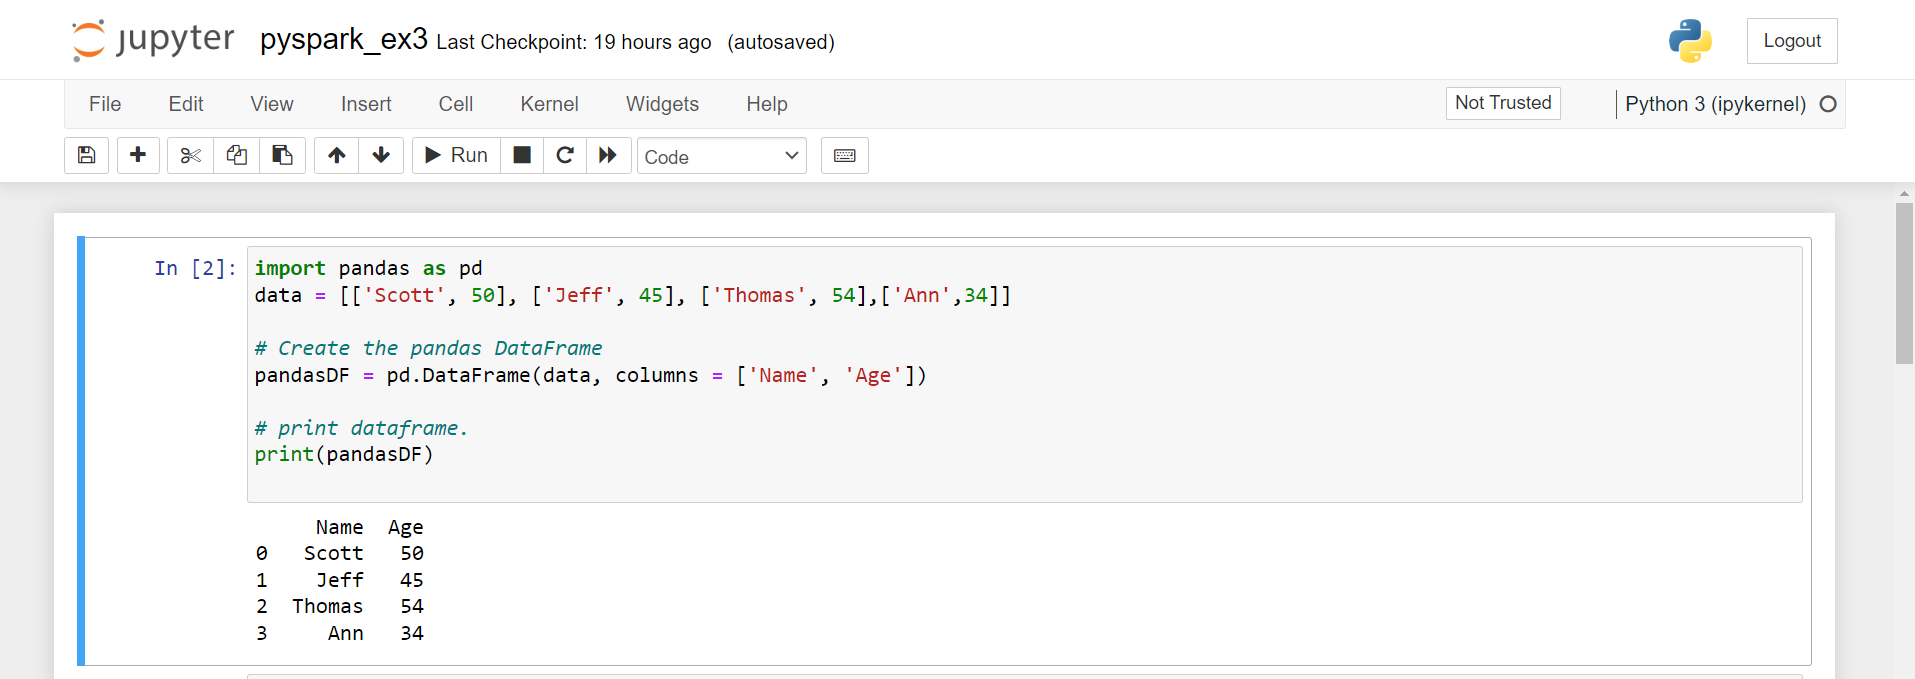 jupyter pyspark_ex3 Last Checkpoint: 19 hours ago (autosaved)
Logout
File Edit View Insert Cell Kernel Widgets Help
Not Trusted
Python 3 (ipykernel)
Run
Code
In [2]:
import pandas as pd
data = [['Scott', 50], ['Jeff', 45], ['Thomas', 54],['Ann',34]]
# Create the pandas DataFrame
pandasDF = pd.DataFrame(data, columns = ['Name', 'Age'])
# print dataframe.
print(pandasDF)
Name Age
0 Scott 50
1 Jeff 45
2 Thomas 54
3 Ann 34